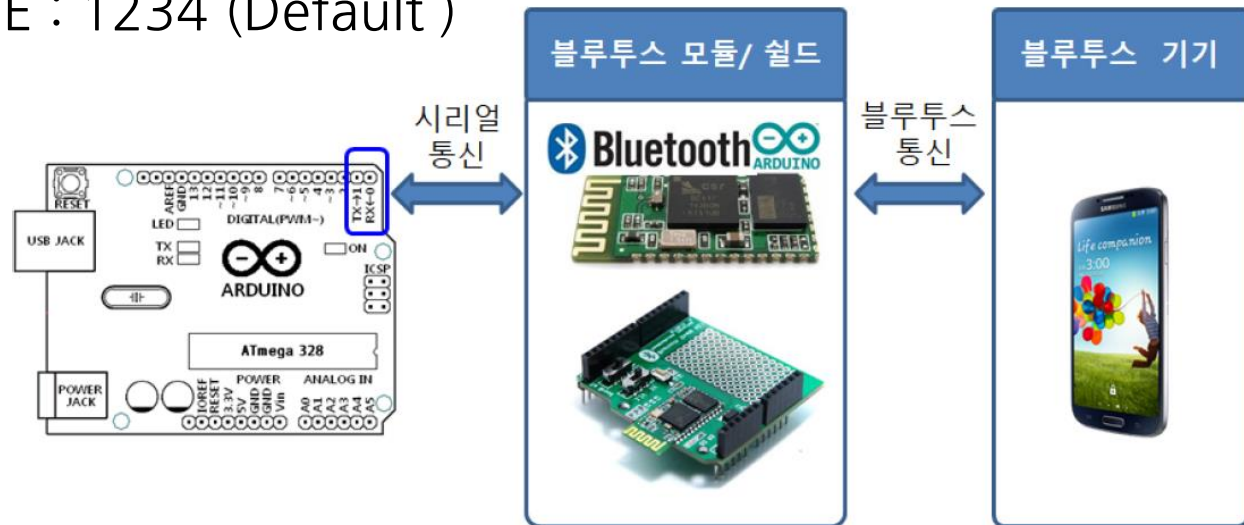 E : 1234 (Default )
블루투스 모듈/ 쉴드
블루투스 기기
시리얼
통신
블루투스
통신
Bluetooth
ARDUINO
RESET
AREF
GND
13
12
~11
~10
~9
8
7
~6
~5
4
~3
2
TX→1
RX←0
DIGITAL(PWM~)
LED
TX
RX
ON
USB JACK
ARDUINO
ICSP
ATmega 328
POWER
JACK
POWER
ANALOG IN
IOREF
RESET
3.3V
5V
GND
GND
Vin
A0
A1
A2
A3
A4
A5
SAMSUNG
Life companion
3:00